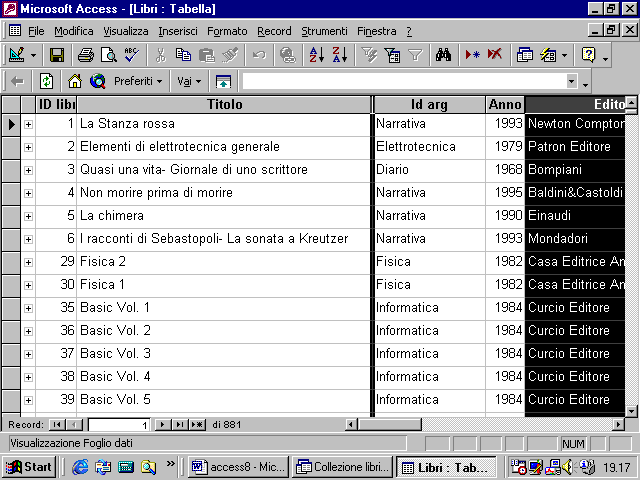 Microsoft Access - [Libri : Tabella]
File Modifica Visualizza Inserisci Formato Record Strumenti Finestra ?
Preferiti Vai
ID libr Titolo Id arg Anno Edito
1 La Stanza rossa Narrativa 1993 Newton Compton
2 Elementi di elettrotecnica generale Elettrotecnica 1979 Patron Editore
3 Quasi una vita- Giornale di uno scrittore Diario 1968 Bompiani
4 Non morire prima di morire Narrativa 1995 Baldini&Castoldi
5 La chimera Narrativa 1990 Einaudi
6 I racconti di Sebastopoli- La sonata a Kreutzer Narrativa 1993 Mondadori
29 Fisica 2 Fisica 1982 Casa Editrice Am
30 Fisica 1 Fisica 1982 Casa Editrice Am
35 Basic Vol. 1 Informatica 1984 Curcio Editore
36 Basic Vol. 2 Informatica 1984 Curcio Editore
37 Basic Vol. 3 Informatica 1984 Curcio Editore
38 Basic Vol. 4 Informatica 1984 Curcio Editore
39 Basic Vol. 5 Informatica 1984 Curcio Editore
Record: 1 di 881
Visualizzazione Foglio dati NUM
Start access8 - Mic... Collezione libri... Libri : Tab... 19.17